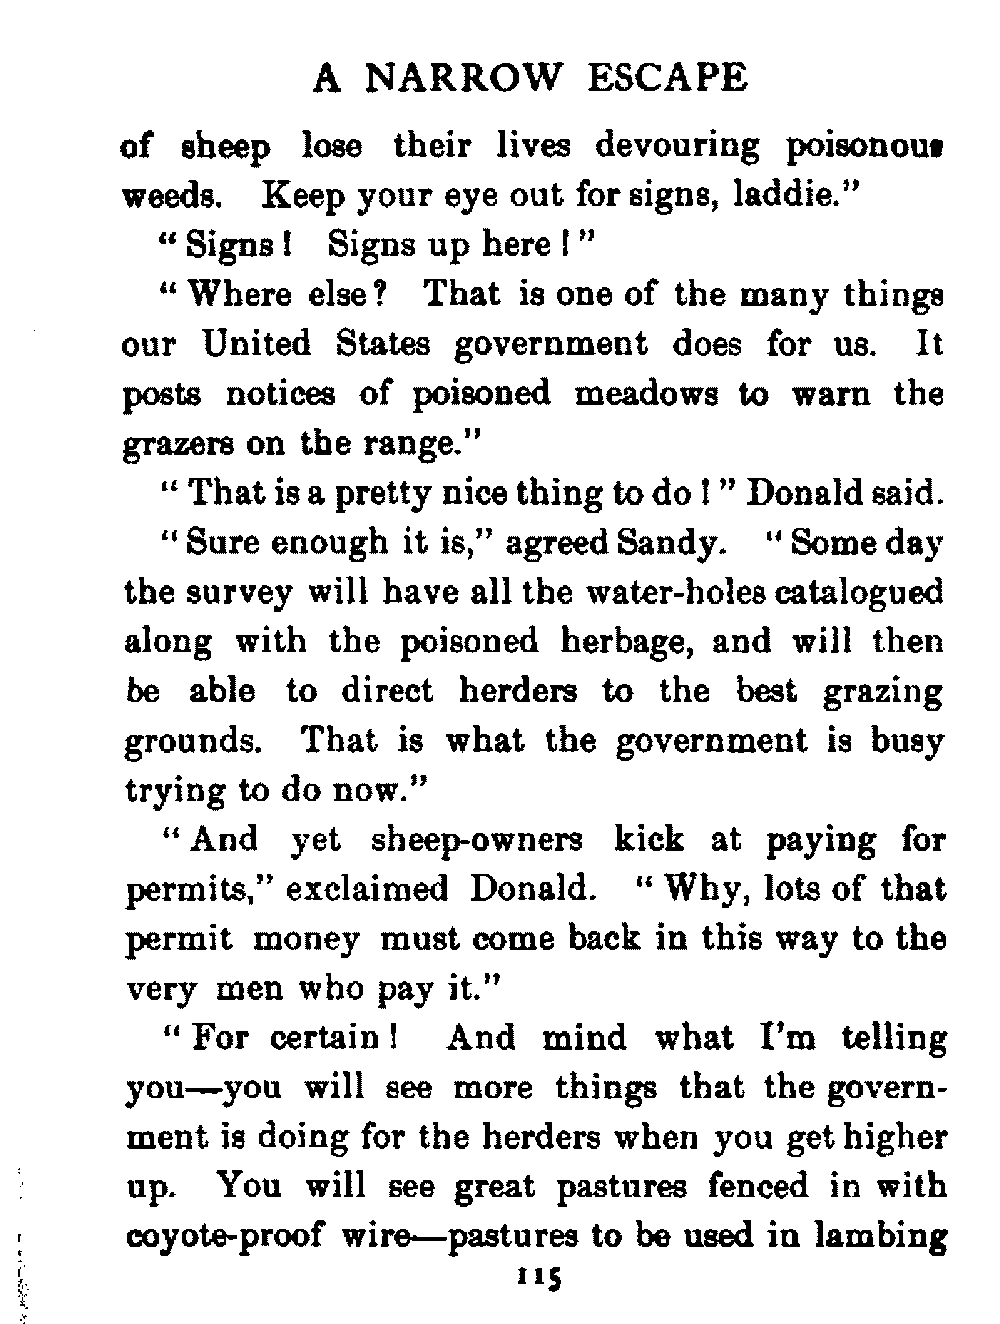 A NARROW ESCAPE
of sheep lose their lives devouring poisonous
weeds. Keep your eye out for signs, laddie."
"Signs! Signs up here!"
"Where else? That is one of the many things
our United States government does for us. It
posts notices of poisoned meadows to warn the
grazers on the range."
"That is a pretty nice thing to do!" Donald said.
"Sure enough it is," agreed Sandy. "Some day
the survey will have all the water-holes catalogued
along with the poisoned herbage, and will then
be able to direct herders to the best grazing
grounds. That is what the government is busy
trying to do now."
"And yet sheep-owners kick at paying for
permits," exclaimed Donald. "Why, lots of that
permit money must come back in this way to the
very men who pay it."
"For certain! And mind what I'm telling
you—you will see more things that the govern-
ment is doing for the herders when you get higher
up. You will see great pastures fenced in with
coyote-proof wire—pastures to be used in lambing
115